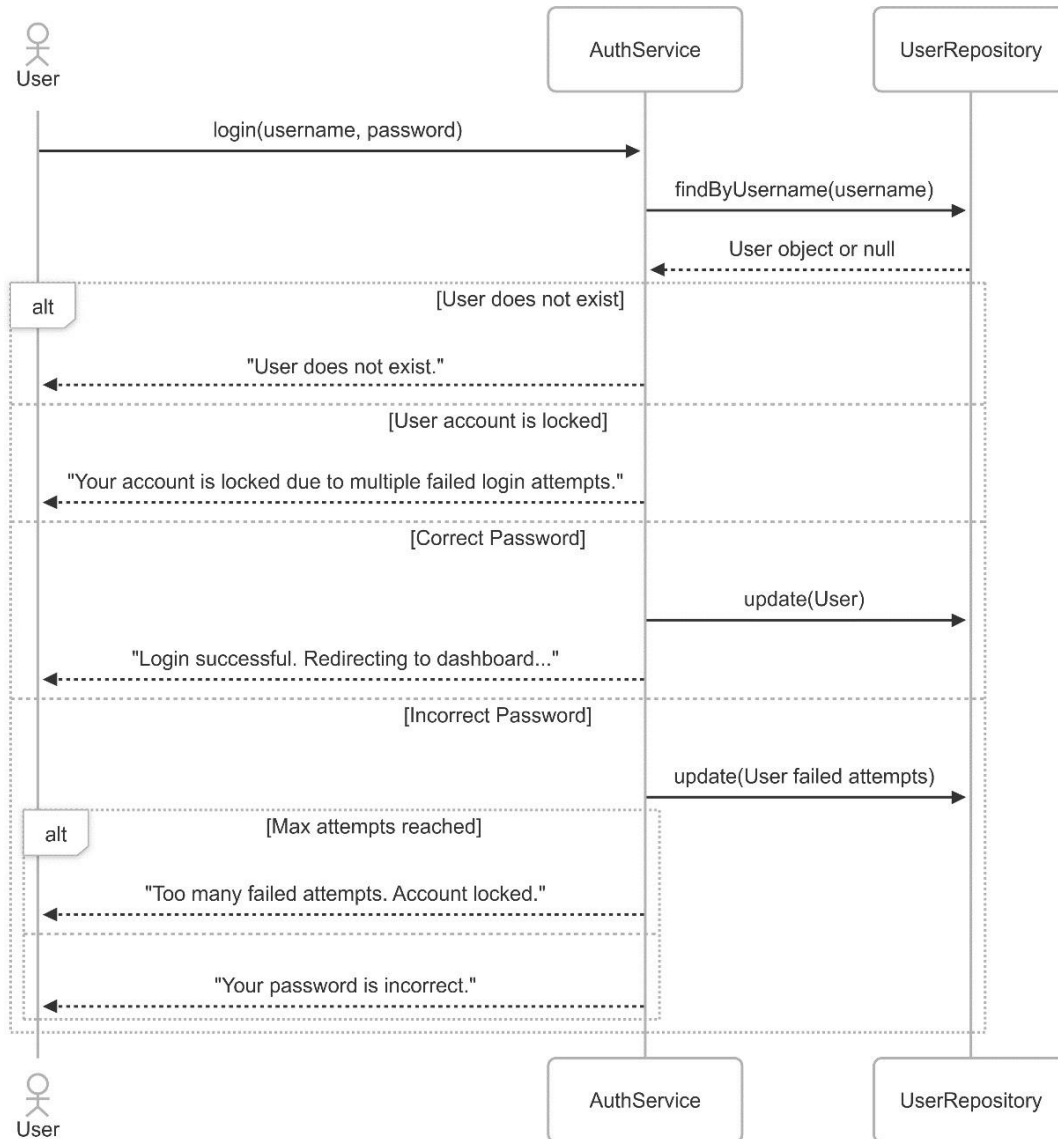 User
AuthService
UserRepository
login(username, password)
findByUsername(username)
User object or null
alt
[User does not exist]
"User does not exist."
[User account is locked]
"Your account is locked due to multiple failed login attempts."
[Correct Password]
update(User)
"Login successful. Redirecting to dashboard..."
[Incorrect Password]
update(User failed attempts)
alt
[Max attempts reached]
"Too many failed attempts. Account locked."
"Your password is incorrect."
User
AuthService
UserRepository